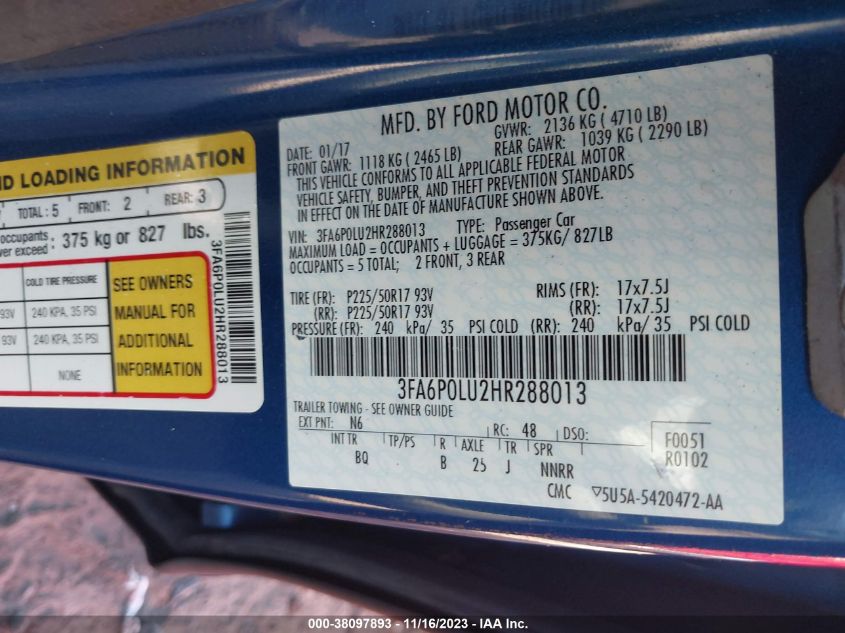 ND LOADING INFORMATION
TOTAL: 5 FRONT: 2 REAR: 3
occupants
ver exceed : 375 kg or 827 lbs.
COLD TIRE PRESSURE
93V 240 KPA, 35 PSI
93V 240 KPA, 35 PSI
NONE
SEE OWNERS
MANUAL FOR
ADDITIONAL
INFORMATION
3FA6P0LU2HR288013
MFD. BY FORD MOTOR CO.
DATE: 01/17 GVWR: 2136 KG ( 4710 LB)
FRONT GAWR: 1118 KG ( 2465 LB) REAR GAWR: 1039 KG ( 2290 LB)
THIS VEHICLE CONFORMS TO ALL APPLICABLE FEDERAL MOTOR
VEHICLE SAFETY, BUMPER, AND THEFT PREVENTION STANDARDS
IN EFFECT ON THE DATE OF MANUFACTURE SHOWN ABOVE.
VIN: 3FA6P0LU2HR288013 TYPE: Passenger Car
MAXIMUM LOAD = OCCUPANTS + LUGGAGE = 375KG/ 827LB
OCCUPANTS = 5 TOTAL; 2 FRONT, 3 REAR
TIRE (FR): P225/50R17 93V RIMS (FR): 17x7.5J
(RR): P225/50R17 93V (RR): 17x7.5J
PRESSURE (FR): 240 kPa/ 35 PSI COLD (RR): 240 kPa/ 35 PSI COLD
3FA6P0LU2HR288013
TRAILER TOWING - SEE OWNER GUIDE
EXT PNT: N6 RC: 48 DSO: F0051
INT TR TP/PS R AXLE TR SPR R0102
BQ B 25 J NNRR
CMC ▽5U5A-5420472-AA
000-38097893 - 11/16/2023 - IAAI.com